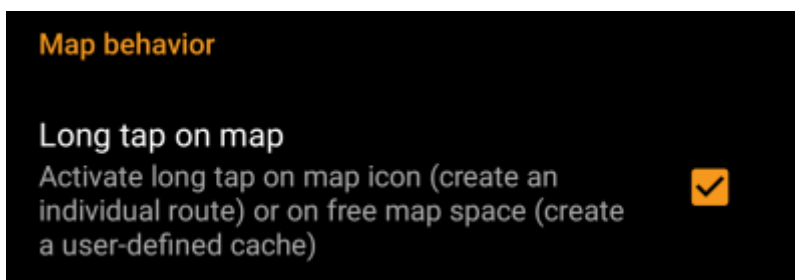 Map behavior
Long tap on map
Activate long tap on map icon (create an
individual route) or on free map space (create
a user-defined cache)